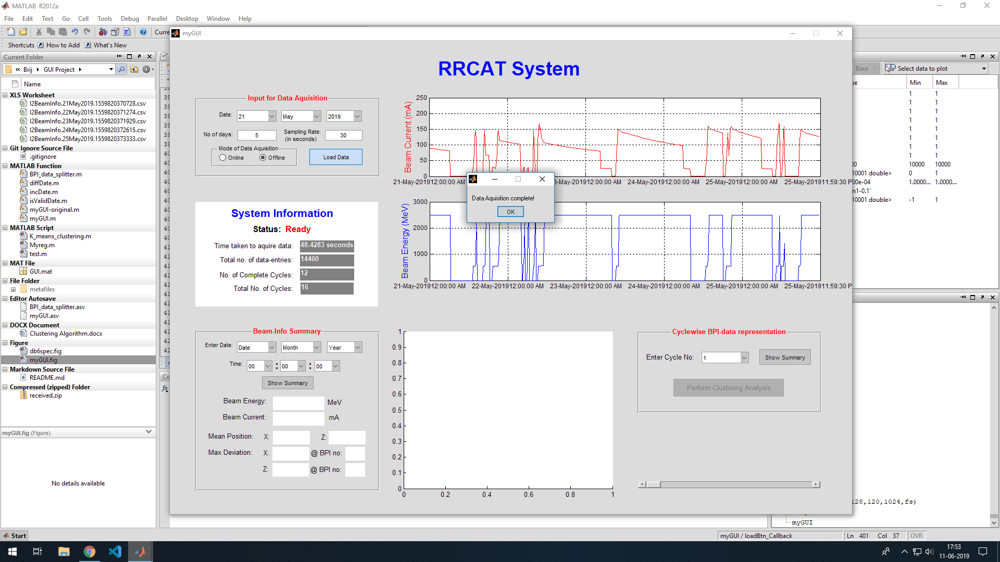 MATLAB R2012a
File Edit Text Go Cell Tools Debug Parallel Desktop Window Help
Shortcuts How to Add What's New
Current Folder
« Brij GUI Project
Name
XLS Worksheet
I2BeamInfo.21May2019.1559820370728.csv
I2BeamInfo.22May2019.1559820371274.csv
I2BeamInfo.23May2019.1559820371929.csv
I2BeamInfo.24May2019.1559820372615.csv
I2BeamInfo.25May2019.1559820373333.csv
Git Ignore Source File
.gitignore
MATLAB Function
BPI_data_splitter.m
diffDate.m
incDate.m
isValidDate.m
myGUI-original.m
myGUI.m
MATLAB Script
K_means_clustering.m
Myreg.m
test.m
MAT File
GUI.mat
File Folder
metafiles
Editor Autosave
BPI_data_splitter.asv
myGUI.asv
DOCX Document
Clustering Algorithm.docx
Figure
db6spec.fig
myGUI.fig
Markdown Source File
README.md
Compressed (zipped) Folder
received.zip
myGUI.fig (Figure)
No details available
Start
myGUI
RRCAT System
Input for Data Aquisition
Date: 21 May 2019
No of days: 5 Sampling Rate: 30
(in seconds)
Mode of Data Aquisition
Online Offline
Load Data
System Information
Status: Ready
Time taken to aquire data: 48.4283 seconds
Total no. of data-entries: 14400
No. of Complete Cycles: 12
Total No. of Cycles: 16
Beam-Info Summary
Enter Date: Date Month Year
Time: 00 : 00 : 00
Show Summary
Beam Energy: MeV
Beam Current: mA
Mean Position: X: Z:
Max Deviation: X: @ BPI no:
Z: @ BPI no:
Beam Current (mA)
250
200
150
100
50
0
21-May-201912:00:00 AM 3-May-201912:00:00 AM 24-May-201912:00:00 AM 25-May-201912:00:00 AM 25-May-201911:59:30 P
Data Aquisition complete!
OK
Beam Energy (MeV)
3000
2000
1000
0
21-May-201912:00:00 AM 22-May-201912:00:00 AM 23-May-201912:00:00 AM 24-May-201912:00:00 AM 25-May-201912:00:00 AM 25-May-201911:59:30 P
1
0.9
0.8
0.7
0.6
0.5
0.4
0.3
0.2
0.1
0
0 0.2 0.4 0.6 0.8 1
Cyclewise BPI-data representation
Enter Cycle No: 1 Show Summary
Perform Clustering Analysis
Base Select data to plot
ue Min Max
1 1
1 1
1 1
1 1
1 1
1 1
1 1
1 1
00 10000 10000
10001 double> 0 1
00e-04 1.0000... 1.0000...
m1-0.1'
10001 double> -1 1
128,120,1024,fs)
myGUI
myGUI / loadBtn_Callback Ln 401 Col 37 OVR
17:53
11-06-2019